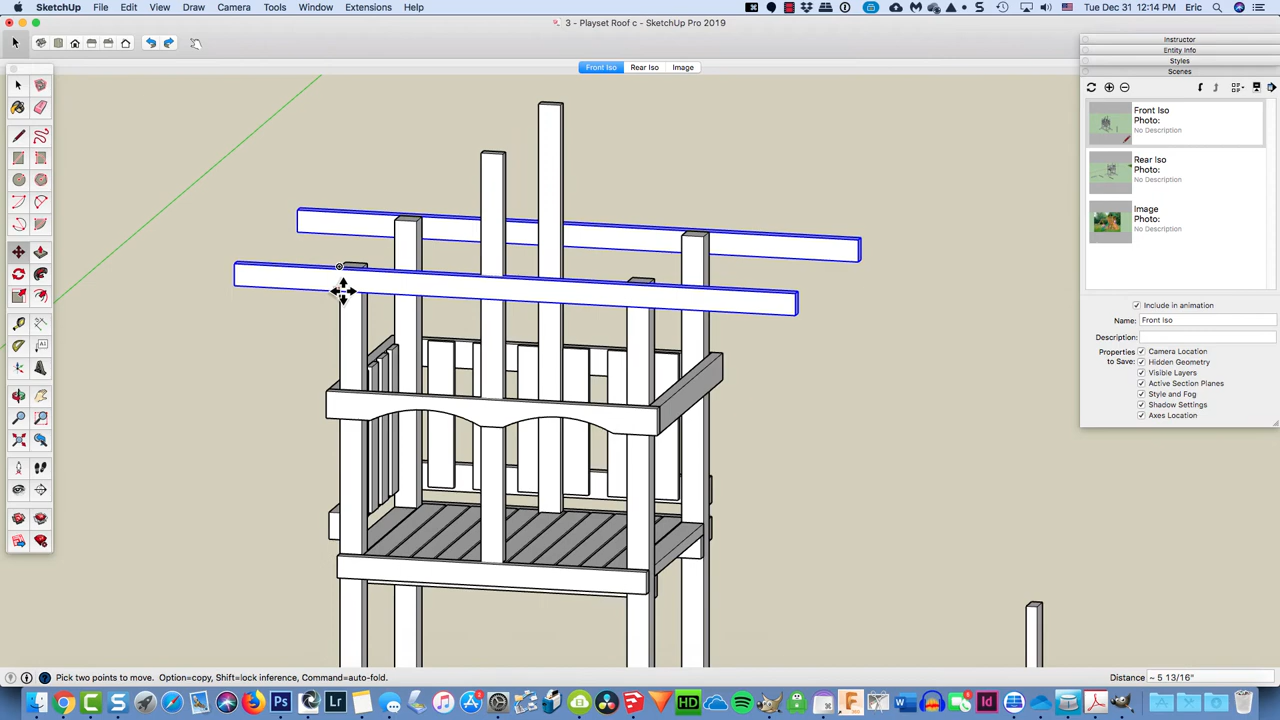 SketchUp File Edit View Draw Camera Tools Window Extensions Help
Tue Dec 31 12:14 PM Eric
3 - Playset Roof c - SketchUp Pro 2019
Front Iso Rear Iso Image
Instructor
Entity Info
Styles
Scenes
Front Iso
Photo:
No Description
Rear Iso
Photo:
No Description
Image
Photo:
No Description
Include in animation
Name: Front Iso
Description:
Properties to Save:
Camera Location
Hidden Geometry
Visible Layers
Active Section Planes
Style and Fog
Shadow Settings
Axes Location
Pick two points to move. Option=copy, Shift=lock inference, Command=auto-fold.
Distance ~ 5 13/16"